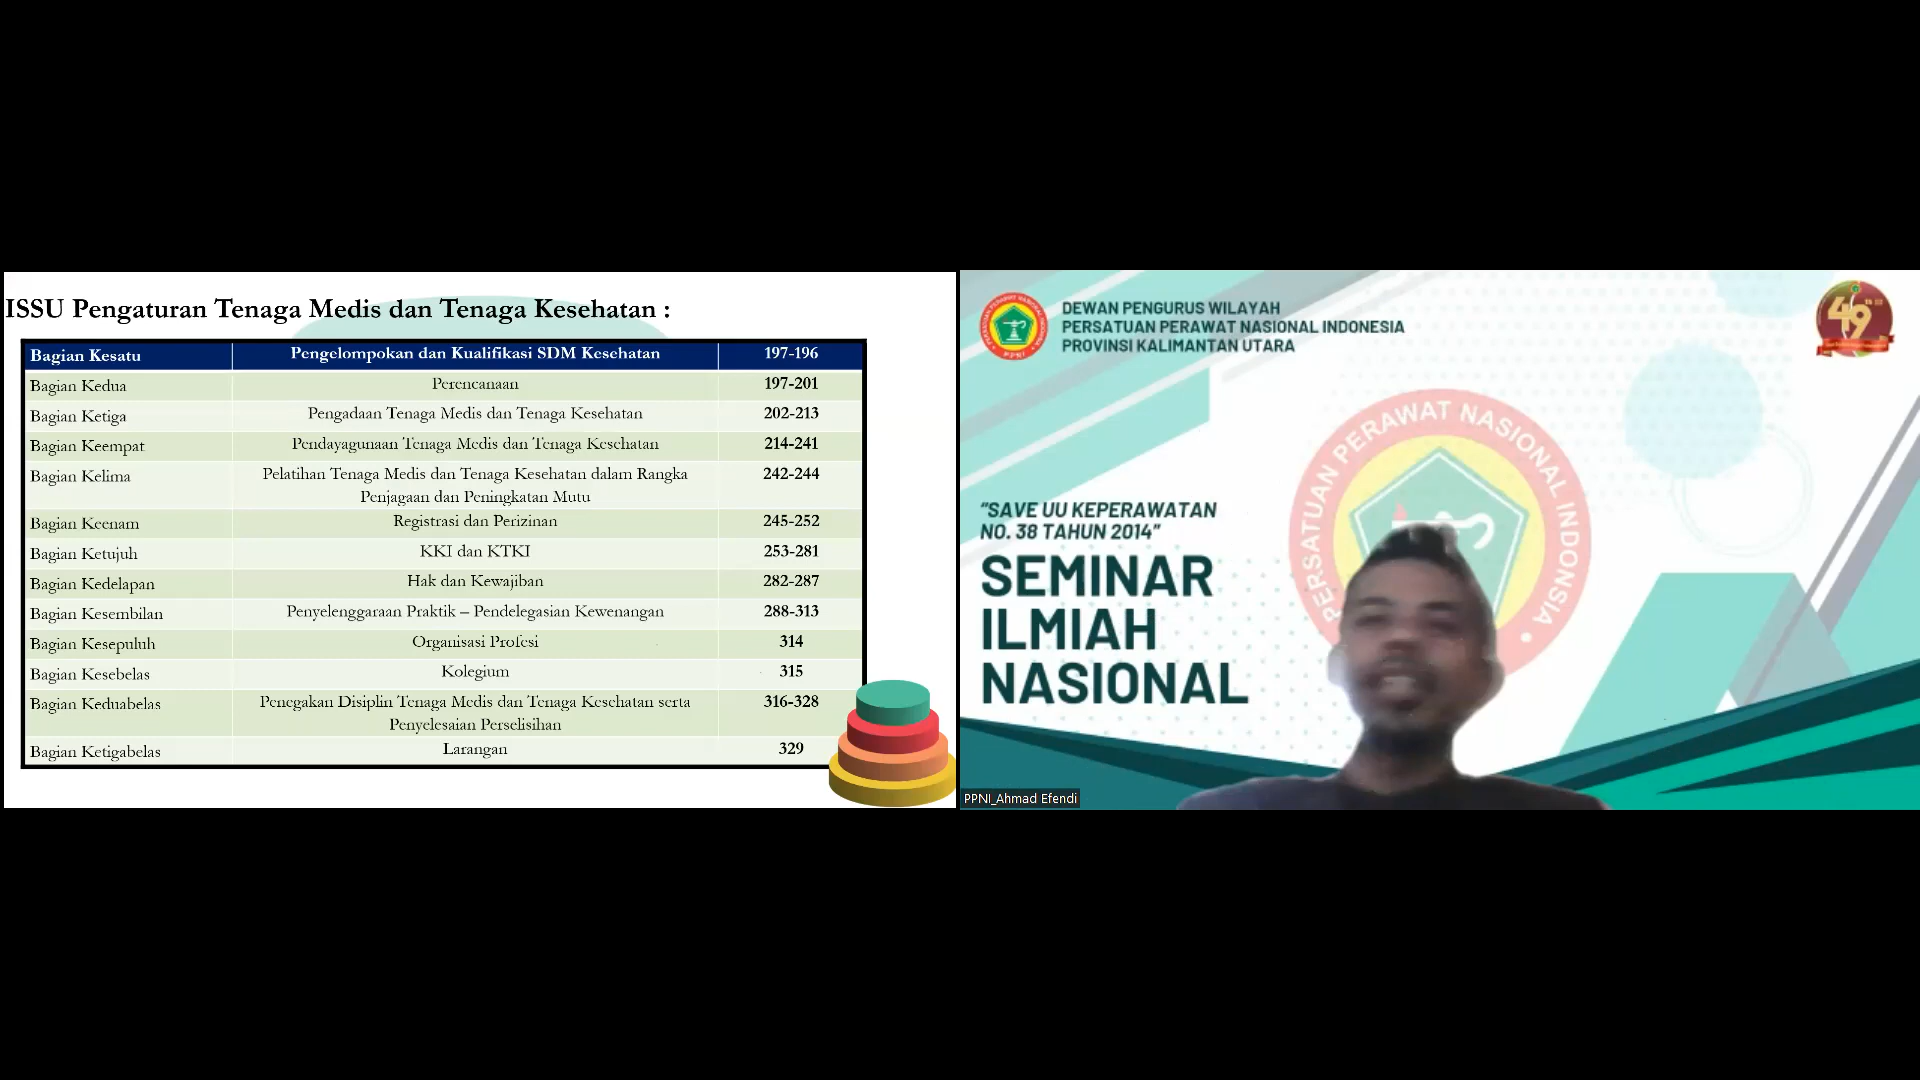 ISSU Pengaturan Tenaga Medis dan Tenaga Kesehatan :
Bagian Kesatu Pengelompokan dan Kualifikasi SDM Kesehatan 197-196
Bagian Kedua Perencanaan 197-201
Bagian Ketiga Pengadaan Tenaga Medis dan Tenaga Kesehatan 202-213
Bagian Keempat Pendayagunaan Tenaga Medis dan Tenaga Kesehatan 214-241
Bagian Kelima Pelatihan Tenaga Medis dan Tenaga Kesehatan dalam Rangka 242-244
Penjagaan dan Peningkatan Mutu
Bagian Keenam Registrasi dan Perizinan 245-252
Bagian Ketujuh KKI dan KTKI 253-281
Bagian Kedelapan Hak dan Kewajiban 282-287
Bagian Kesembilan Penyelenggaraan Praktik – Pendelegasian Kewenangan 288-313
Bagian Kesepuluh Organisasi Profesi 314
Bagian Kesebelas Kolegium 315
Bagian Keduabelas Penegakan Disiplin Tenaga Medis dan Tenaga Kesehatan serta 316-328
Penyelesaian Perselisihan
Bagian Ketigabelas Larangan 329
DEWAN PENGURUS WILAYAH
PERSATUAN PERAWAT NASIONAL INDONESIA
PROVINSI KALIMANTAN UTARA
49
PERSATUAN PERAWAT NASIONAL INDONESIA
"SAVE UU KEPERAWATAN
NO. 38 TAHUN 2014"
SEMINAR
ILMIAH
NASIONAL
PPNI_Ahmad Efendi